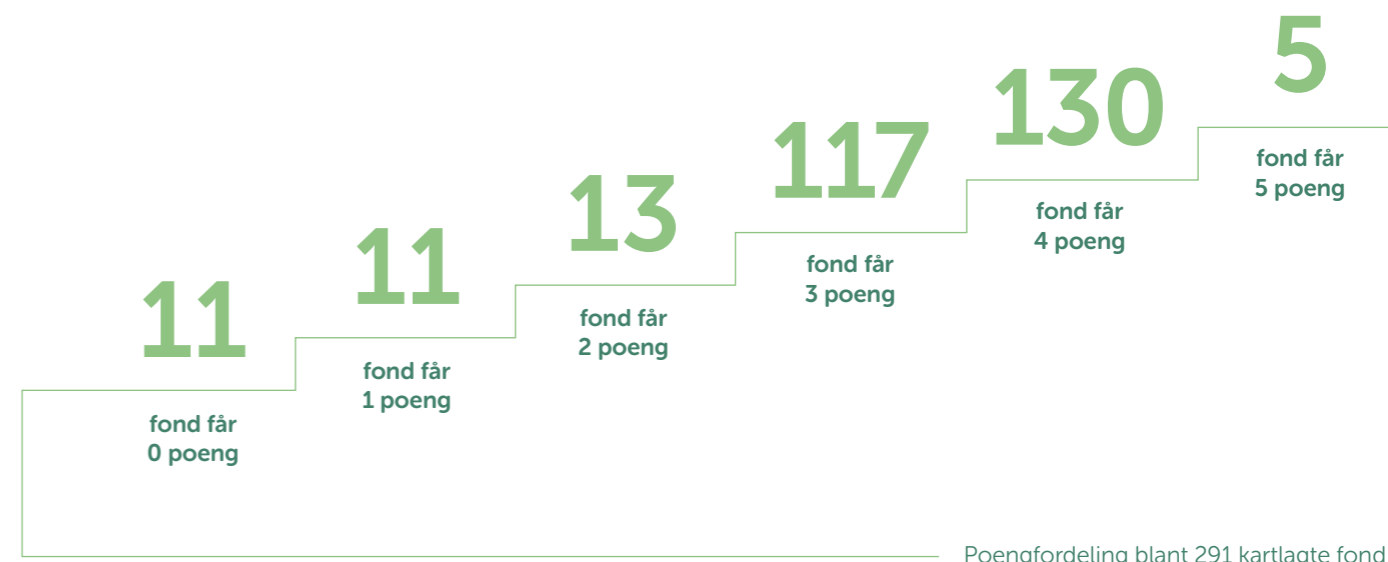 11
fond får
0 poeng
11
fond får
1 poeng
13
fond får
2 poeng
117
fond får
3 poeng
130
fond får
4 poeng
5
fond får
5 poeng
Poengfordeling blant 291 kartlagte fond